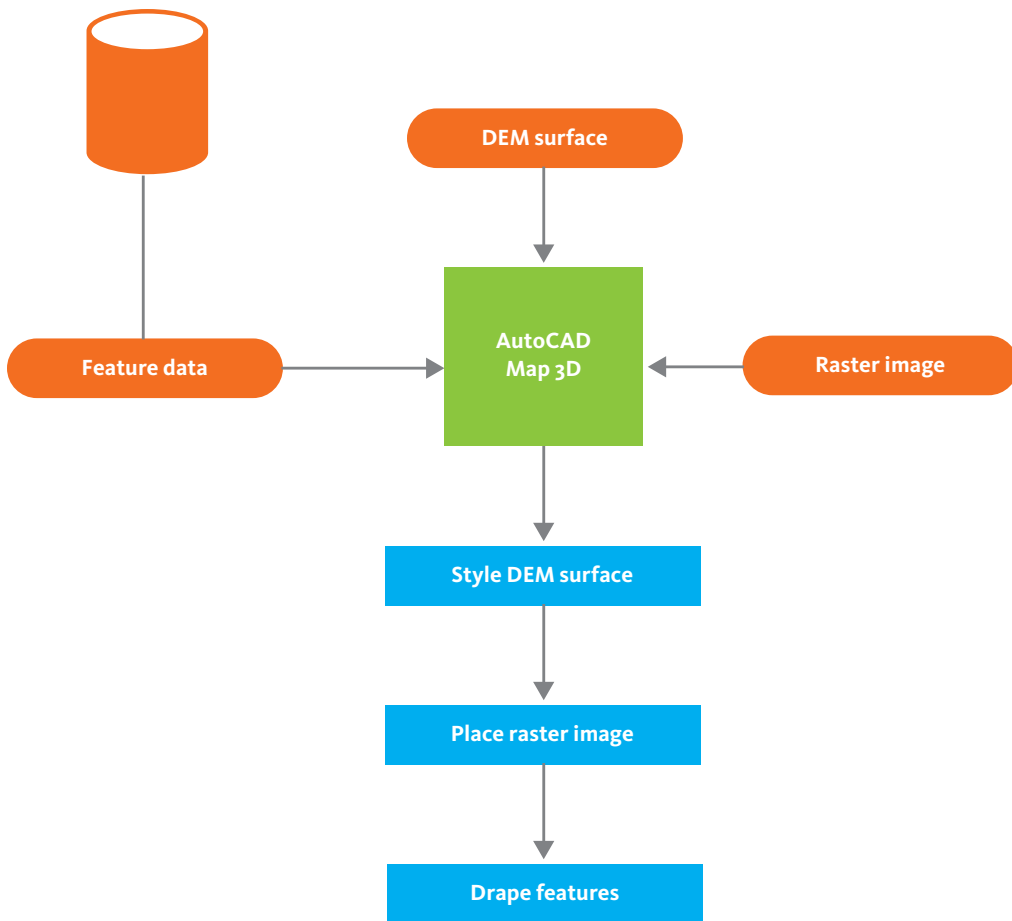 DEM surface
AutoCAD
Map 3D
Feature data
Raster image
Style DEM surface
Place raster image
Drape features